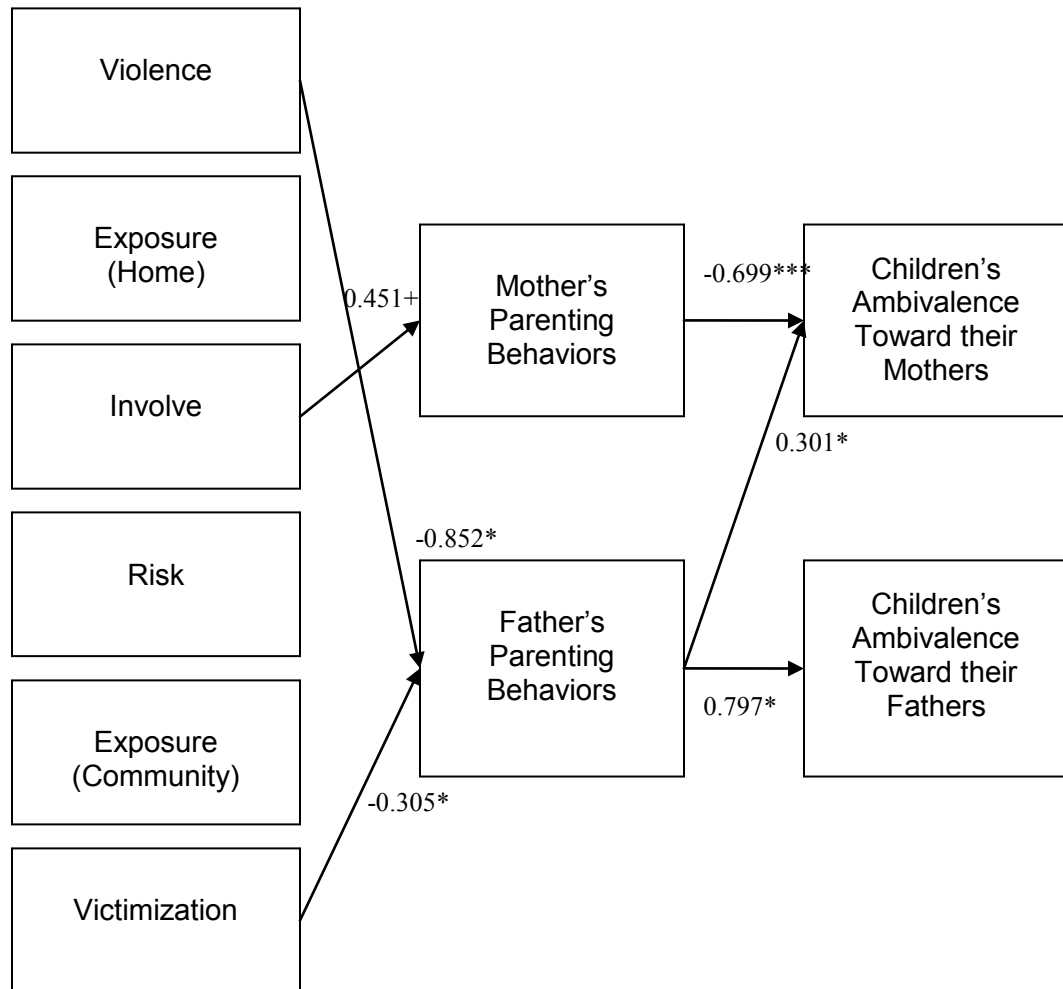 Violence
Exposure
(Home)
Involve
Risk
Exposure
(Community)
Victimization
0.451+
-0.852*
-0.305*
Mother’s
Parenting
Behaviors
Father’s
Parenting
Behaviors
-0.699***
0.301*
0.797*
Children’s
Ambivalence
Toward their
Mothers
Children’s
Ambivalence
Toward their
Fathers